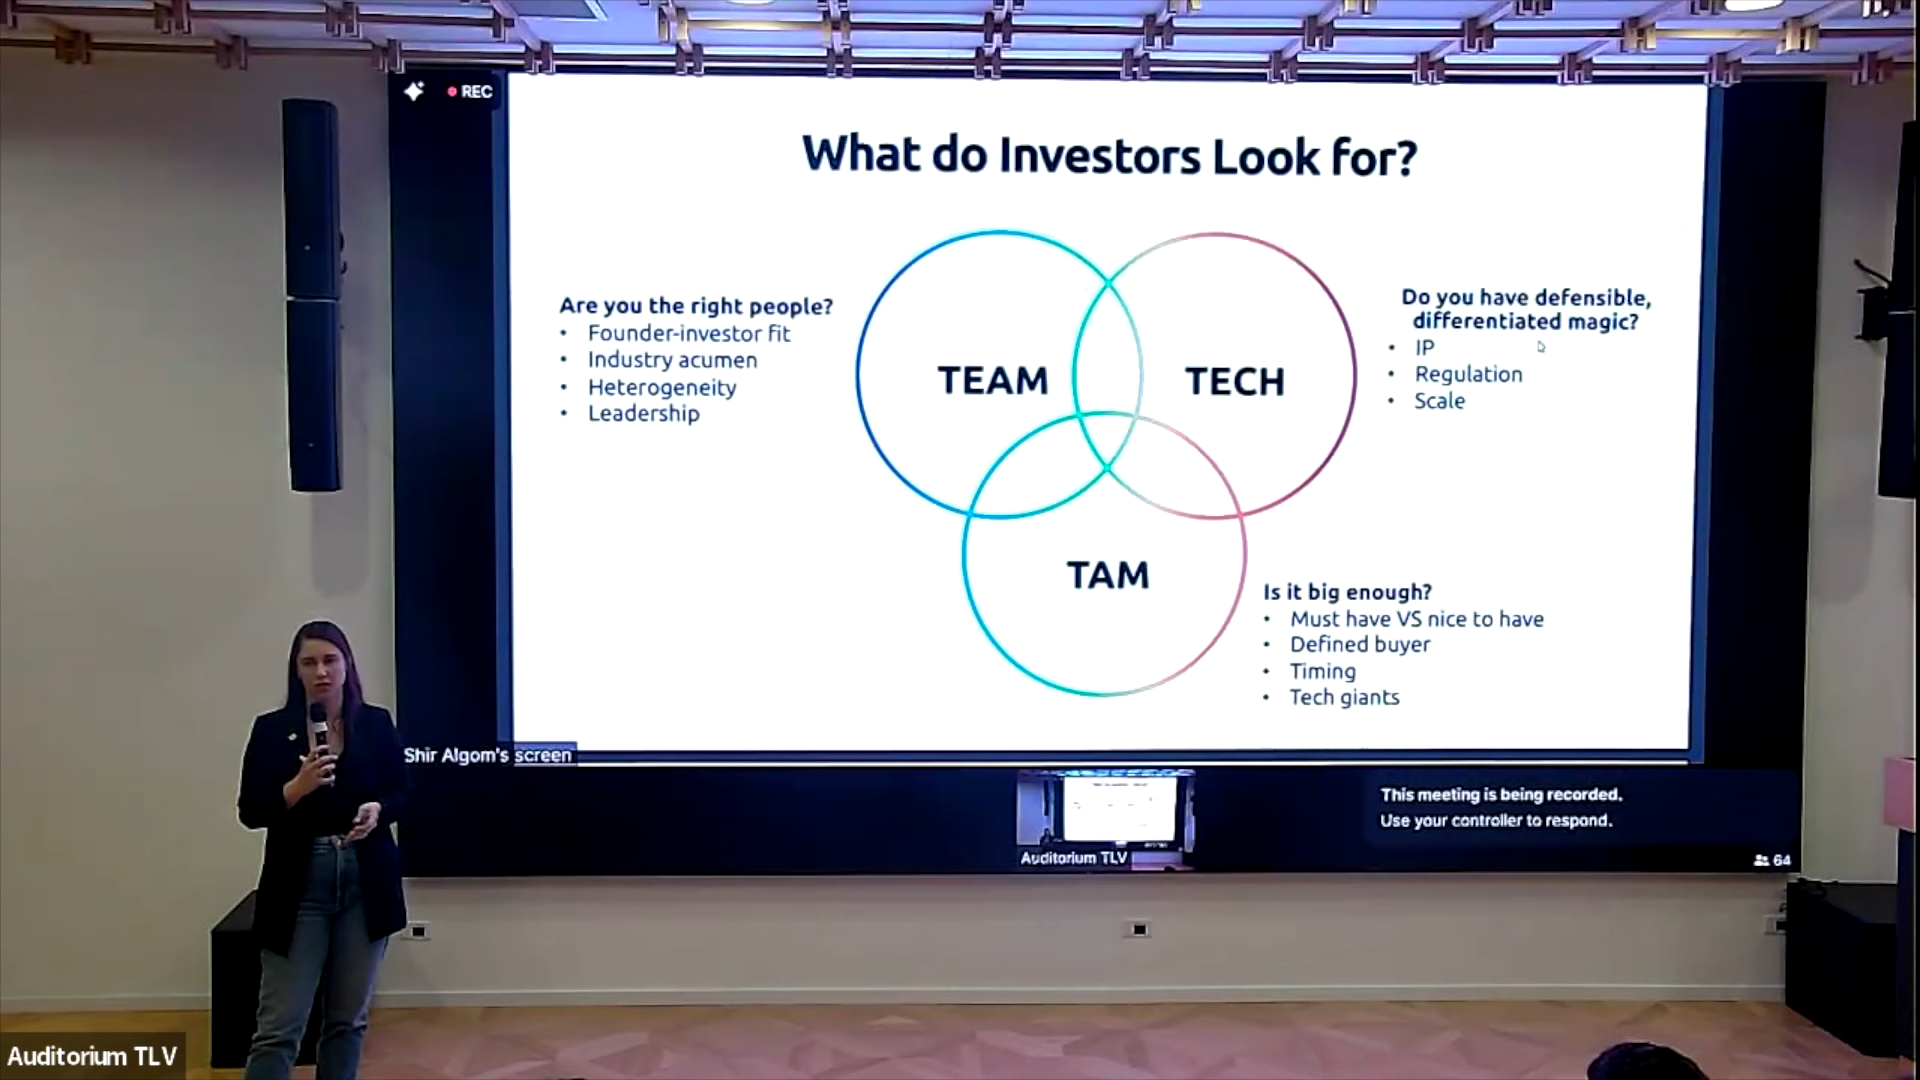 REC
What do Investors Look for?
Are you the right people?
• Founder-investor fit
• Industry acumen
• Heterogeneity
• Leadership
TEAM
TECH
Do you have defensible,
differentiated magic?
• IP
• Regulation
• Scale
TAM
Is it big enough?
• Must have VS nice to have
• Defined buyer
• Timing
• Tech giants
Shir Algom's screen
This meeting is being recorded.
Use your controller to respond.
Auditorium TLV
64
Auditorium TLV